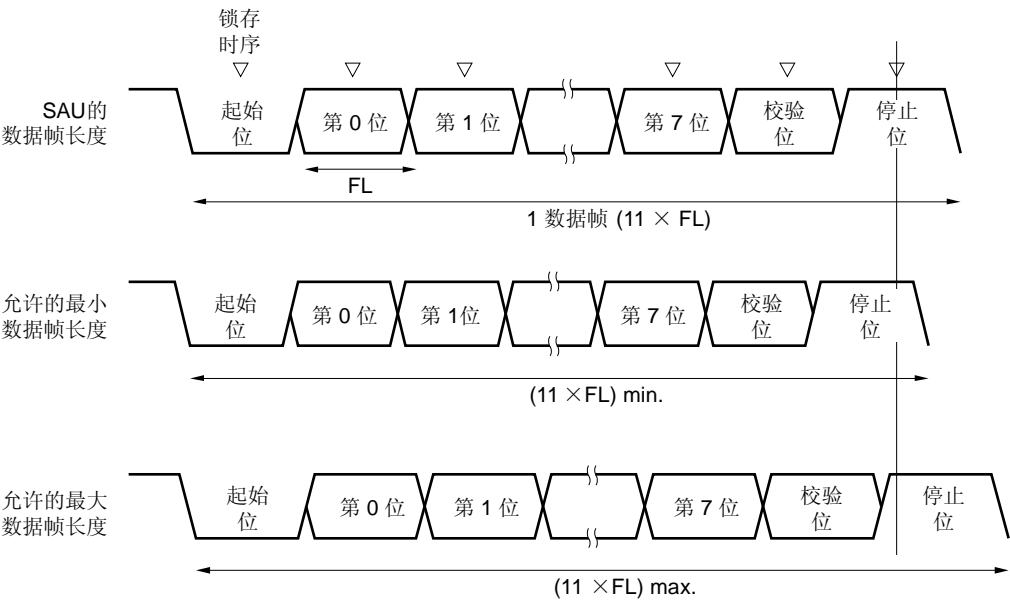 锁存
时序
SAU的
数据帧长度
起始
位
第 0 位
第 1 位
第 7 位
校验
位
停止
位
FL
1 数据帧 (11 × FL)
允许的最小
数据帧长度
起始
位
第 0 位
第 1位
第 7 位
校验
位
停止
位
(11 ×FL) min.
允许的最大
数据帧长度
起始
位
第 0 位
第 1 位
第 7 位
校验
位
停止
位
(11 ×FL) max.